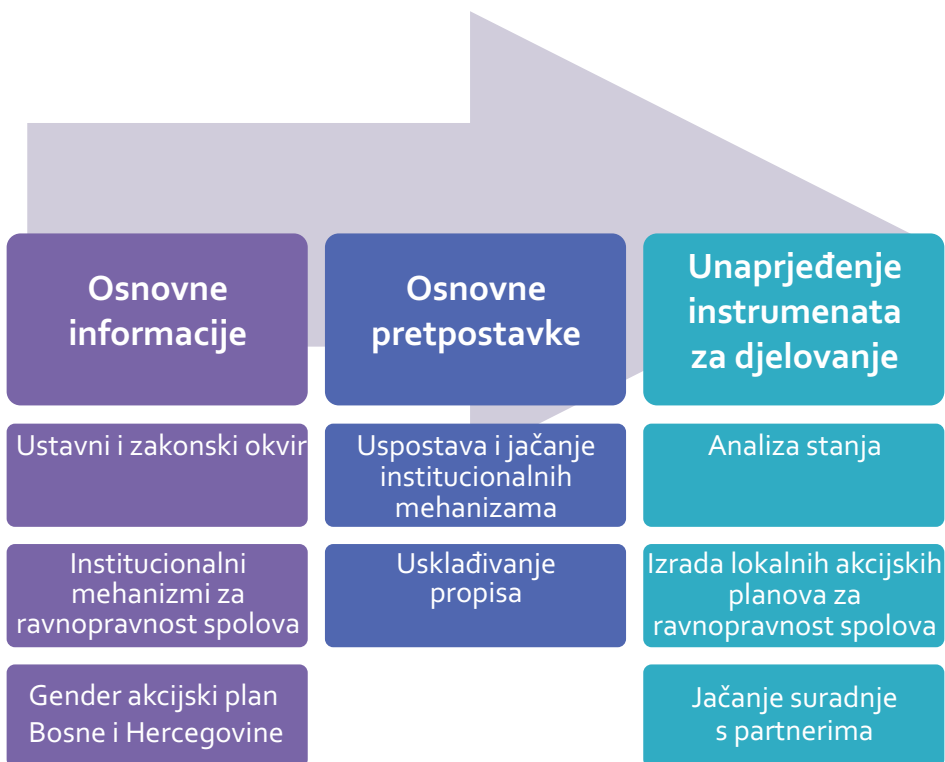 Osnovne
informacije
Ustavni i zakonski okvir
Institucionalni
mehanizmi za
ravnopravnost spolova
Gender akcijski plan
Bosne i Hercegovine
Osnovne
pretpostavke
Uspostava i jačanje
institucionalnih
mehanizama
Usklađivanje
propisa
Unaprjeđenje
instrumenata
za djelovanje
Analiza stanja
Izrada lokalnih akcijskih
planova za
ravnopravnost spolova
Jačanje suradnje
s partnerima